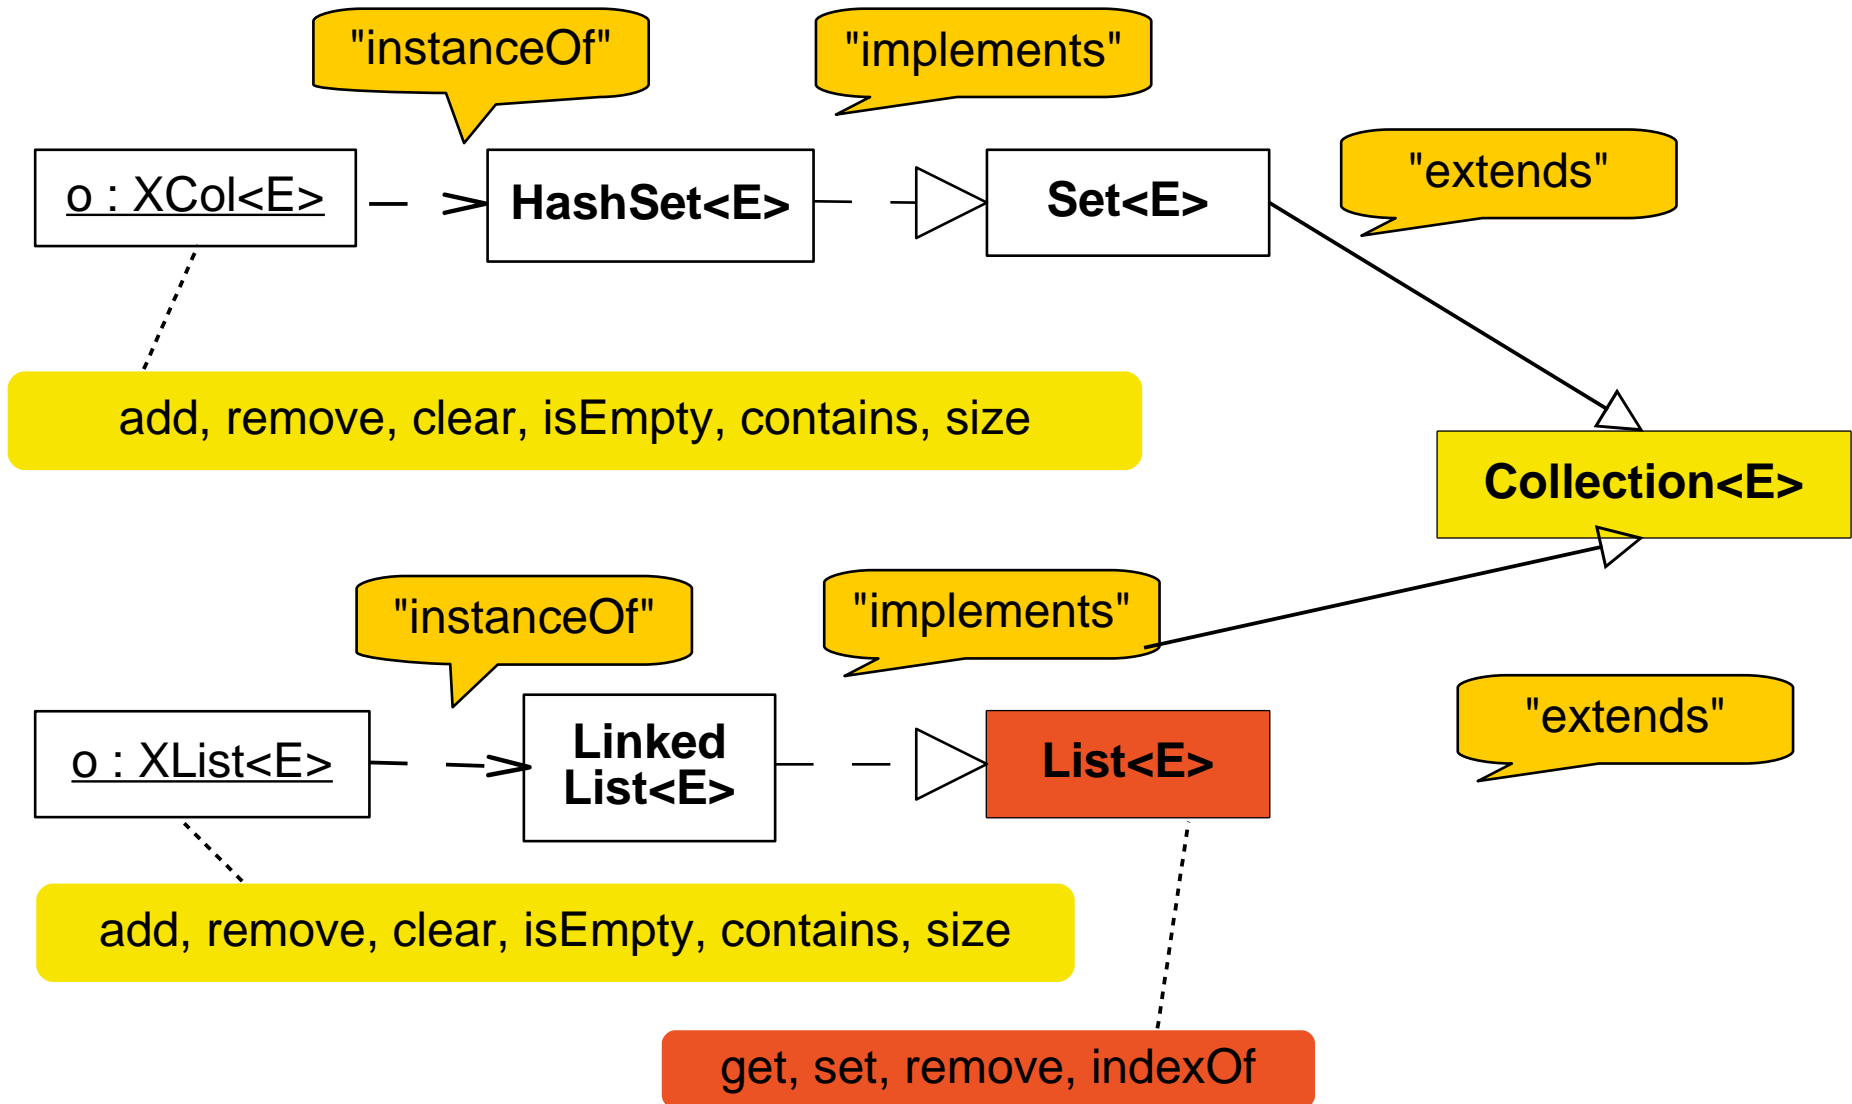 "instanceOf"
"implements"
"extends"
o : XCol<E>
HashSet<E>
Set<E>
add, remove, clear, isEmpty, contains, size
Collection<E>
"instanceOf"
"implements"
"extends"
o : XList<E>
Linked
List<E>
List<E>
add, remove, clear, isEmpty, contains, size
get, set, remove, indexOf